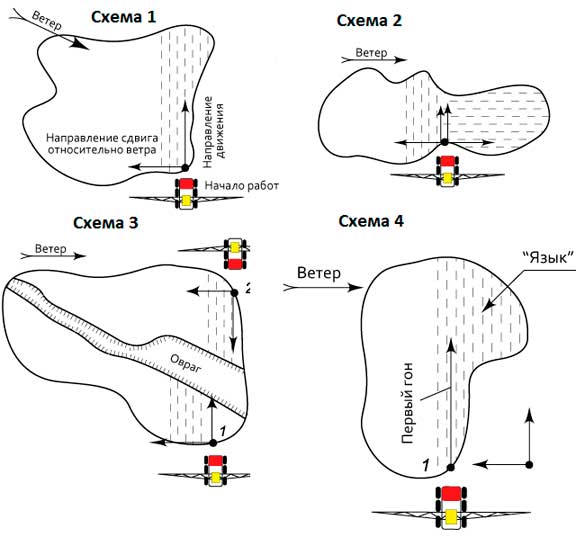 Схема 1
Ветер
Направление сдвига
относительно ветра
Направление
движения
Начало работ
Схема 2
Ветер
Схема 3
Ветер
2
Овраг
1
Схема 4
Ветер
"Язык"
Первый гон
1